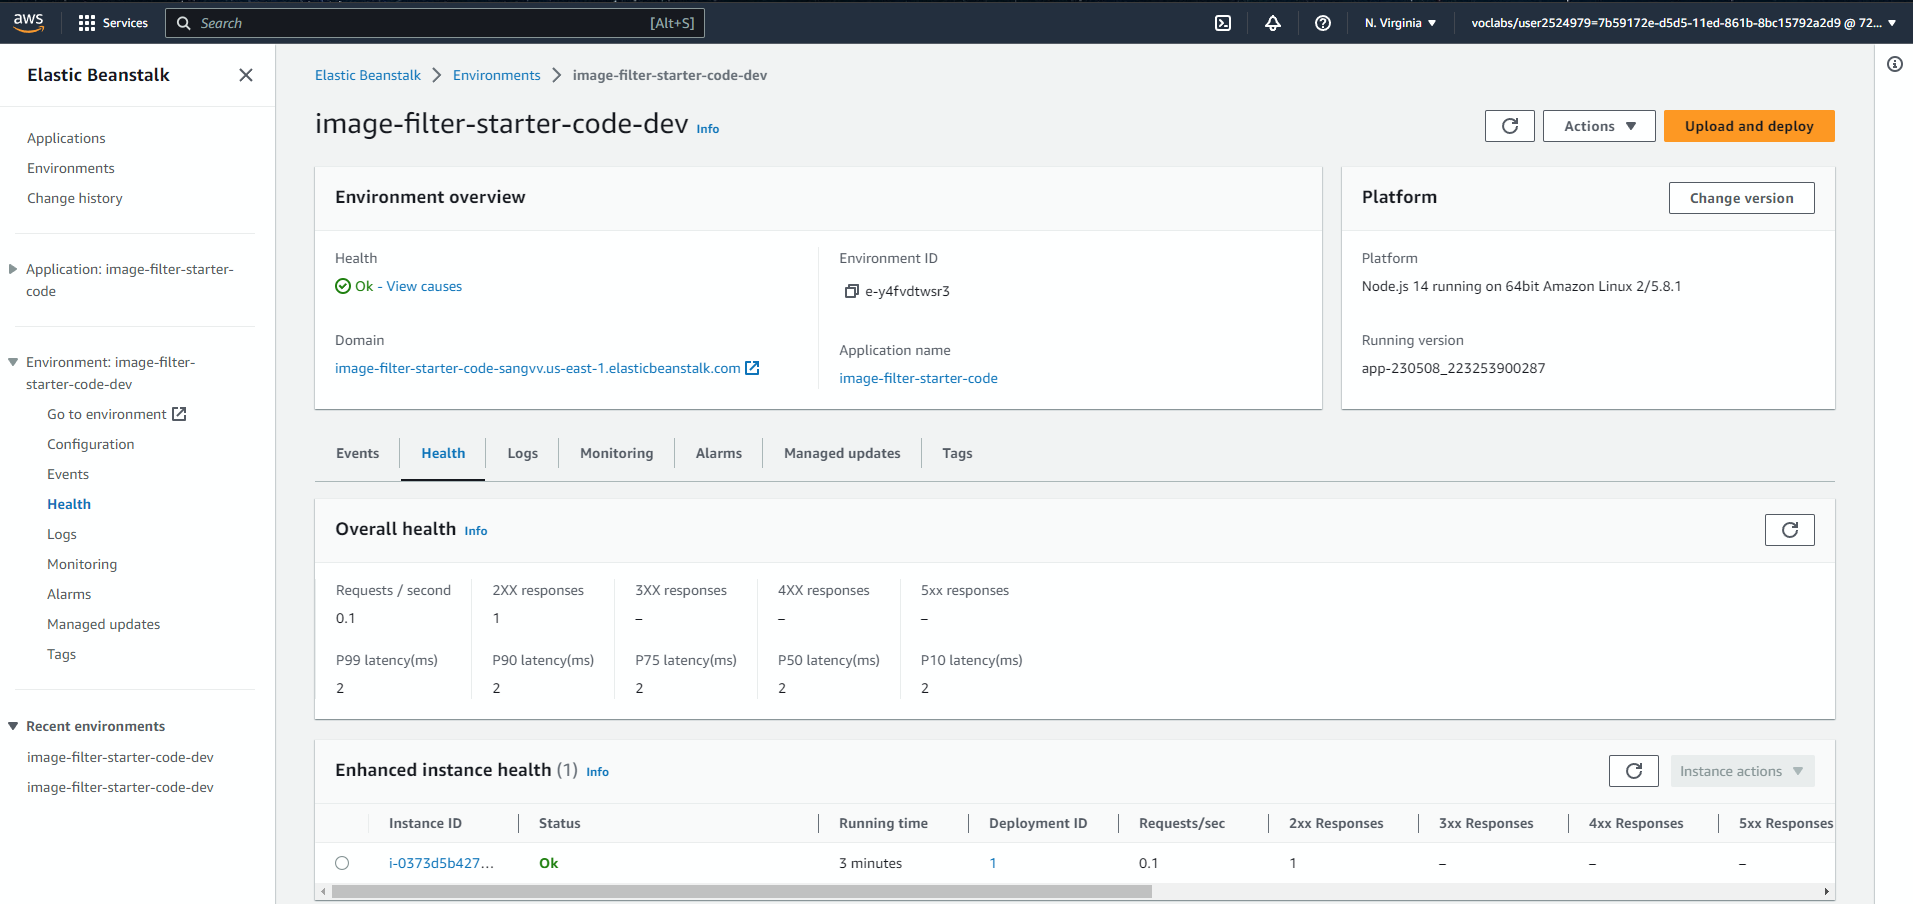 aws
Services
Search
[Alt+S]
N. Virginia
voclabs/user2524979=7b59172e-d5d5-11ed-861b-8bc15792a2d9 @ 72...
Elastic Beanstalk
Applications
Environments
Change history
Application: image-filter-starter-
code
Environment: image-filter-
starter-code-dev
Go to environment
Configuration
Events
Health
Logs
Monitoring
Alarms
Managed updates
Tags
Recent environments
image-filter-starter-code-dev
image-filter-starter-code-dev
Elastic Beanstalk
Environments
image-filter-starter-code-dev
image-filter-starter-code-dev Info
Actions
Upload and deploy
Environment overview
Health
Ok - View causes
Domain
image-filter-starter-code-sangvv.us-east-1.elasticbeanstalk.com
Environment ID
e-y4fvdtwsr3
Application name
image-filter-starter-code
Platform
Change version
Platform
Node.js 14 running on 64bit Amazon Linux 2/5.8.1
Running version
app-230508_223253900287
Events
Health
Logs
Monitoring
Alarms
Managed updates
Tags
Overall health Info
Requests / second 2XX responses 3XX responses 4XX responses 5xx responses
0.1 1 – – –
P99 latency(ms) P90 latency(ms) P75 latency(ms) P50 latency(ms) P10 latency(ms)
2 2 2 2 2
Enhanced instance health (1) Info
Instance actions
Instance ID Status Running time Deployment ID Requests/sec 2xx Responses 3xx Responses 4xx Responses 5xx Responses
i-0373d5b427... Ok 3 minutes 1 0.1 1 – – –